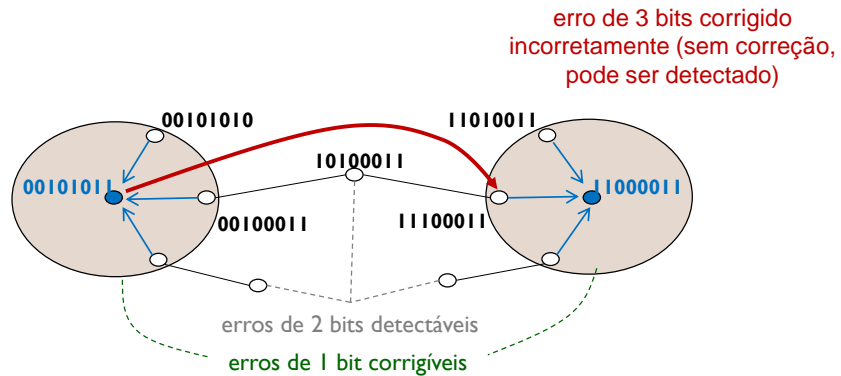 erro de 3 bits corrigido
incorretamente (sem correção,
pode ser detectado)
00101010
11010011
10100011
00101011
11000011
00100011
11100011
erros de 2 bits detectáveis
erros de 1 bit corrigíveis